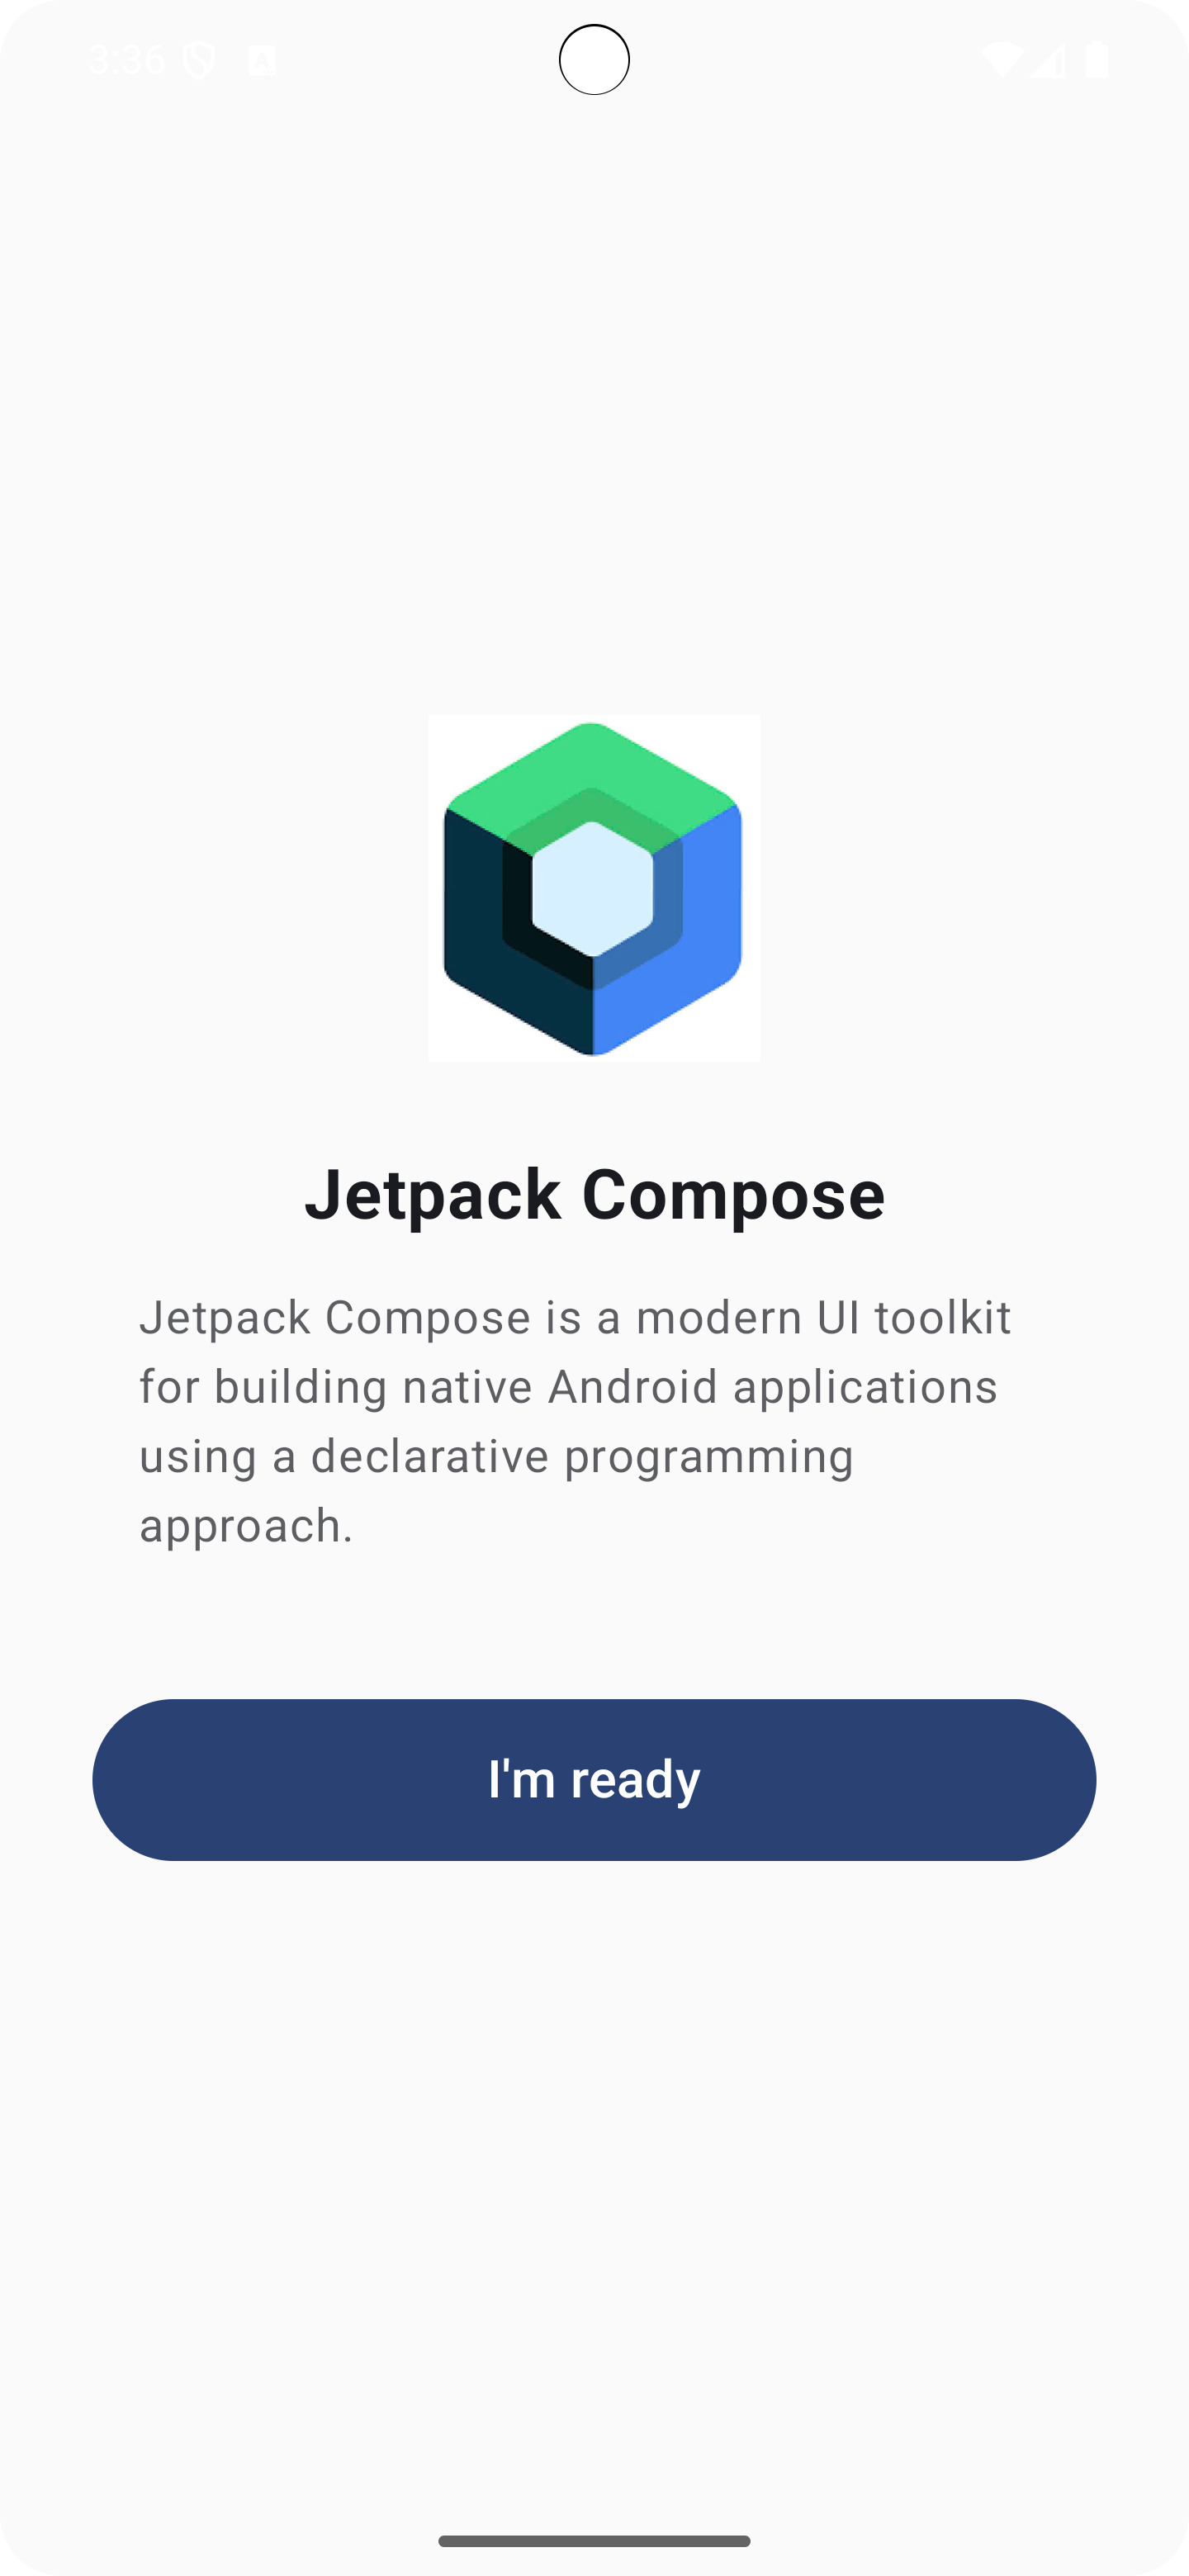 3:36
Jetpack Compose
Jetpack Compose is a modern UI toolkit
for building native Android applications
using a declarative programming
approach.
I'm ready